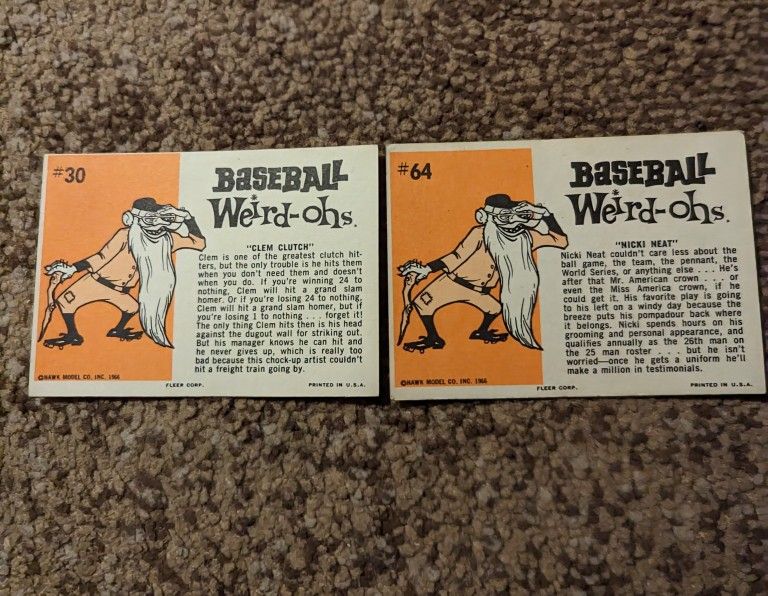 #30
BASEBALL
Weird-ohs.
"CLEM CLUTCH"
Clem is one of the greatest clutch hit-
ters, but the only trouble is he hits them
when you don't need them and doesn't
when you do. If you're winning 24 to
nothing, Clem will hit a grand slam
homer. Or if you're losing 24 to nothing,
Clem will hit a grand slam homer, but if
you're losing 1 to nothing . . . forget it!
The only thing Clem hits then is his head
against the dugout wall for striking out.
But his manager knows he can hit and
he never gives up, which is really too
bad because this chock-up artist couldn't
hit a freight train going by.
©HAWK MODEL CO., INC. 1966
FLEER CORP.
PRINTED IN U.S.A.
#64
BASEBALL
Weird-ohs.
"NICKI NEAT"
Nicki Neat couldn't care less about the
ball game, the team, the pennant, the
World Series, or anything else . . . He's
after that Mr. American crown . . . or
even the Miss America crown, if he
could get it. His favorite play is going
to his left on a windy day because the
breeze puts his pompadour back where
it belongs. Nicki spends hours on his
grooming and personal appearance, and
qualifies annually as the 26th man on
the 25 man roster . . . but he isn't
worried—once he gets a uniform he'll
make a million in testimonials.
©HAWK MODEL CO., INC. 1966
FLEER CORP.
PRINTED IN U.S.A.